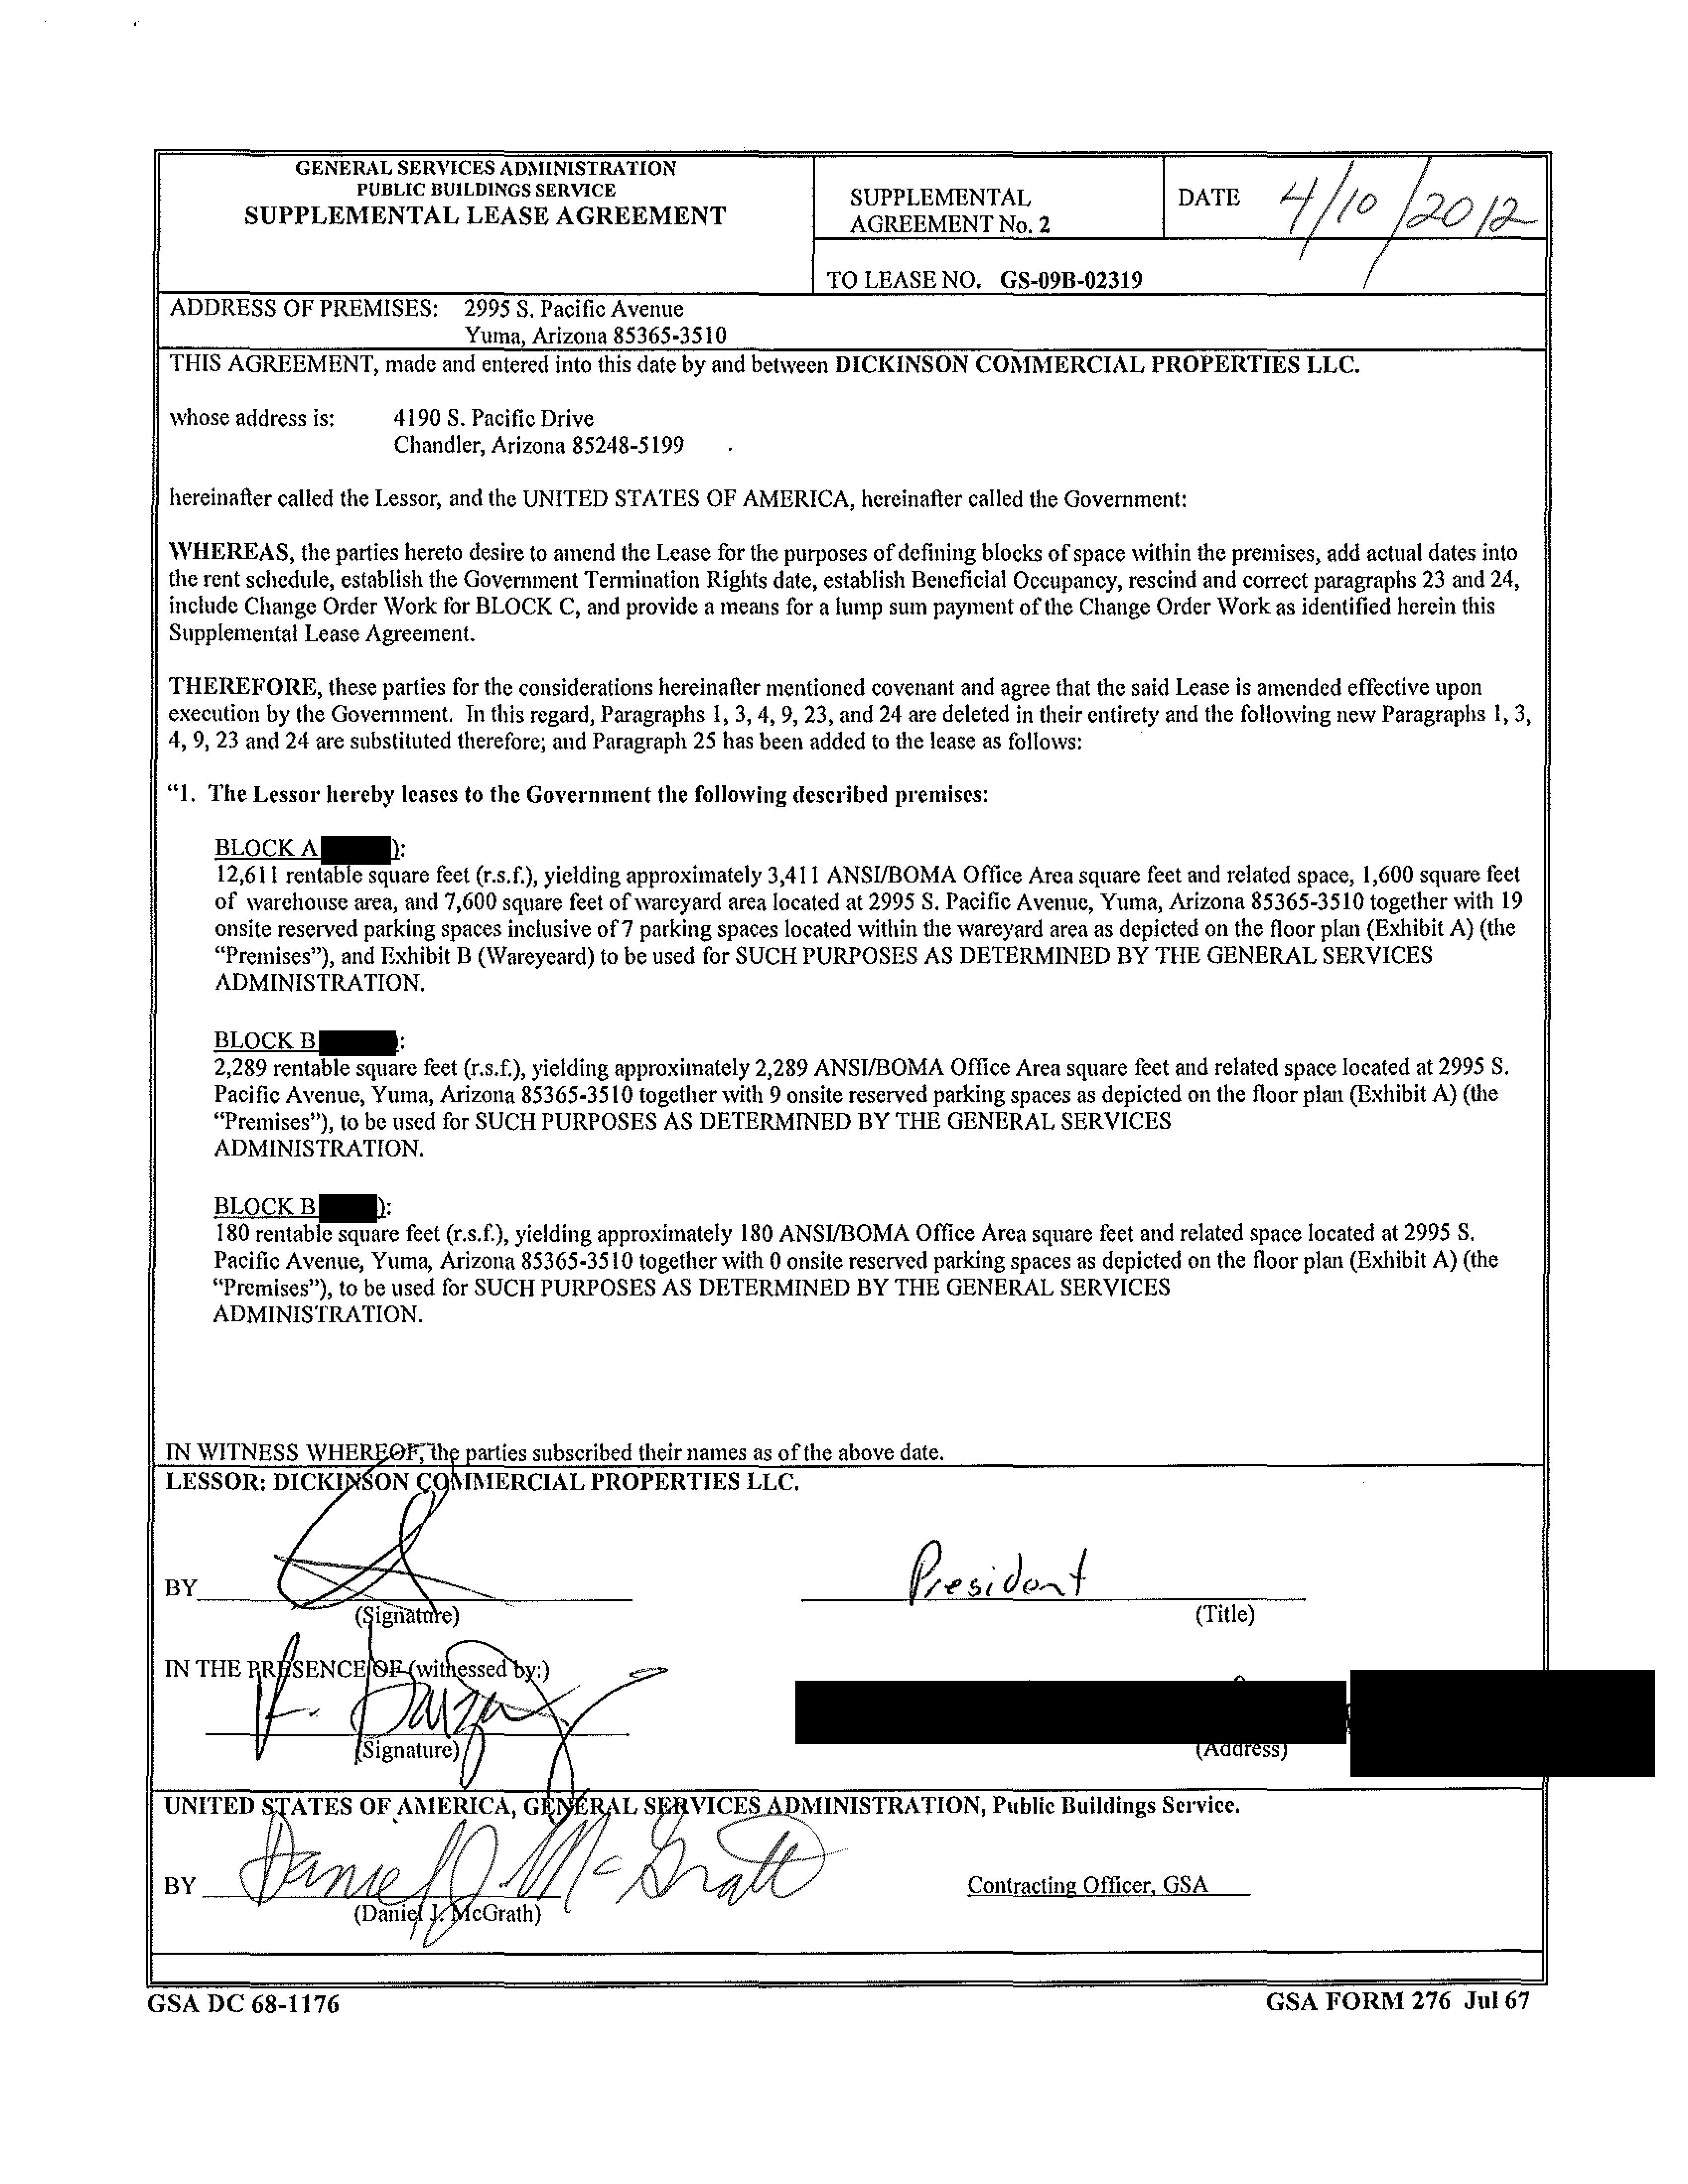 GENERAL SERVICES ADMINISTRATION
PUBLIC BUILDINGS SERVICE
SUPPLEMENTAL LEASE AGREEMENT
SUPPLEMENTAL
AGREEMENT No. 2
DATE 4/10/2012
TO LEASE NO. GS-09B-02319
ADDRESS OF PREMISES: 2995 S. Pacific Avenue
Yuma, Arizona 85365-3510
THIS AGREEMENT, made and entered into this date by and between DICKINSON COMMERCIAL PROPERTIES LLC.
whose address is: 4190 S. Pacific Drive
Chandler, Arizona 85248-5199
hereinafter called the Lessor, and the UNITED STATES OF AMERICA, hereinafter called the Government:
WHEREAS, the parties hereto desire to amend the Lease for the purposes of defining blocks of space within the premises, add actual dates into
the rent schedule, establish the Government Termination Rights date, establish Beneficial Occupancy, rescind and correct paragraphs 23 and 24,
include Change Order Work for BLOCK C, and provide a means for a lump sum payment of the Change Order Work as identified herein this
Supplemental Lease Agreement.
THEREFORE, these parties for the considerations hereinafter mentioned covenant and agree that the said Lease is amended effective upon
execution by the Government. In this regard, Paragraphs 1, 3, 4, 9, 23, and 24 are deleted in their entirety and the following new Paragraphs 1, 3,
4, 9, 23 and 24 are substituted therefore; and Paragraph 25 has been added to the lease as follows:
“1. The Lessor hereby leases to the Government the following described premises:
BLOCK A ):
12,611 rentable square feet (r.s.f.), yielding approximately 3,411 ANSI/BOMA Office Area square feet and related space, 1,600 square feet
of warehouse area, and 7,600 square feet of wareyard area located at 2995 S. Pacific Avenue, Yuma, Arizona 85365-3510 together with 19
onsite reserved parking spaces inclusive of 7 parking spaces located within the wareyard area as depicted on the floor plan (Exhibit A) (the
“Premises”), and Exhibit B (Wareyeard) to be used for SUCH PURPOSES AS DETERMINED BY THE GENERAL SERVICES
ADMINISTRATION.
BLOCK B ):
2,289 rentable square feet (r.s.f.), yielding approximately 2,289 ANSI/BOMA Office Area square feet and related space located at 2995 S.
Pacific Avenue, Yuma, Arizona 85365-3510 together with 9 onsite reserved parking spaces as depicted on the floor plan (Exhibit A) (the
“Premises”), to be used for SUCH PURPOSES AS DETERMINED BY THE GENERAL SERVICES
ADMINISTRATION.
BLOCK B ):
180 rentable square feet (r.s.f.), yielding approximately 180 ANSI/BOMA Office Area square feet and related space located at 2995 S.
Pacific Avenue, Yuma, Arizona 85365-3510 together with 0 onsite reserved parking spaces as depicted on the floor plan (Exhibit A) (the
“Premises”), to be used for SUCH PURPOSES AS DETERMINED BY THE GENERAL SERVICES
ADMINISTRATION.
IN WITNESS WHEREOF, the parties subscribed their names as of the above date.
LESSOR: DICKINSON COMMERCIAL PROPERTIES LLC.
BY President
(Signature) (Title)
IN THE PRESENCE OF (witnessed by:)
(Signature) (Address)
UNITED STATES OF AMERICA, GENERAL SERVICES ADMINISTRATION, Public Buildings Service.
BY Daniel J. McGrath Contracting Officer, GSA
(Daniel J. McGrath)
GSA DC 68-1176 GSA FORM 276 Jul 67